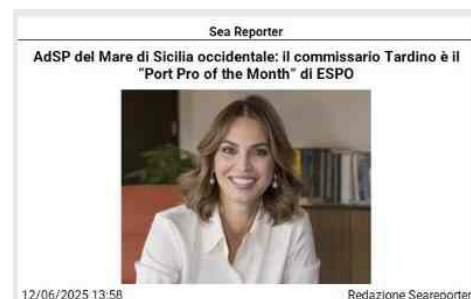 Sea Reporter
AdSP del Mare di Sicilia occidentale: il commissario Tardino è il
"Port Pro of the Month" di ESPO
12/06/2025 13:58
Redazione Seareporter